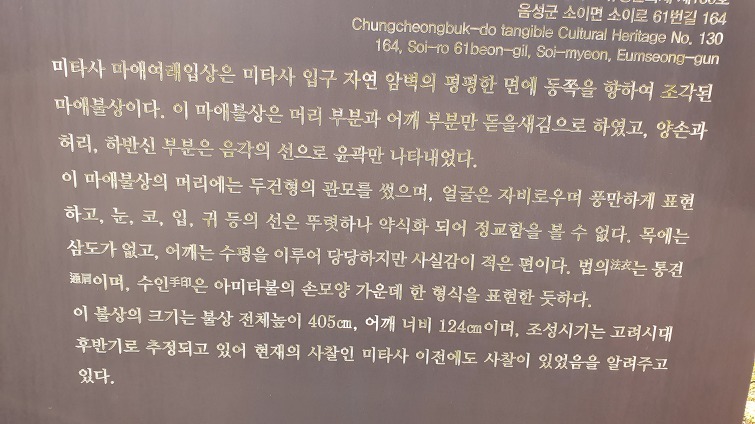 음성군 소이면 소이로 61번길 164
Chungcheongbuk-do tangible Cultural Heritage No. 130
164, Soi-ro 61beon-gil, Soi-myeon, Eumseong-gun
미타사 마애여래입상은 미타사 입구 자연 암벽의 평평한 면에 동쪽을 향하여 조각된
마애불상이다. 이 마애불상은 머리 부분과 어깨 부분만 돋을새김으로 하였고, 양손과
허리, 하반신 부분은 음각의 선으로 윤곽만 나타내었다.
이 마애불상의 머리에는 두건형의 관모를 썼으며, 얼굴은 자비로우며 풍만하게 표현
하고, 눈, 코, 입, 귀 등의 선은 뚜렷하나 약식화 되어 정교함을 볼 수 없다. 목에는
삼도가 없고, 어깨는 수평을 이루어 당당하지만 사실감이 적은 편이다. 법의法衣는 통견
通肩이며, 수인手印은 아미타불의 손모양 가운데 한 형식을 표현한 듯하다.
이 불상의 크기는 불상 전체높이 405㎝, 어깨 너비 124㎝이며, 조성시기는 고려시대
후반기로 추정되고 있어 현재의 사찰인 미타사 이전에도 사찰이 있었음을 알려주고
있다.